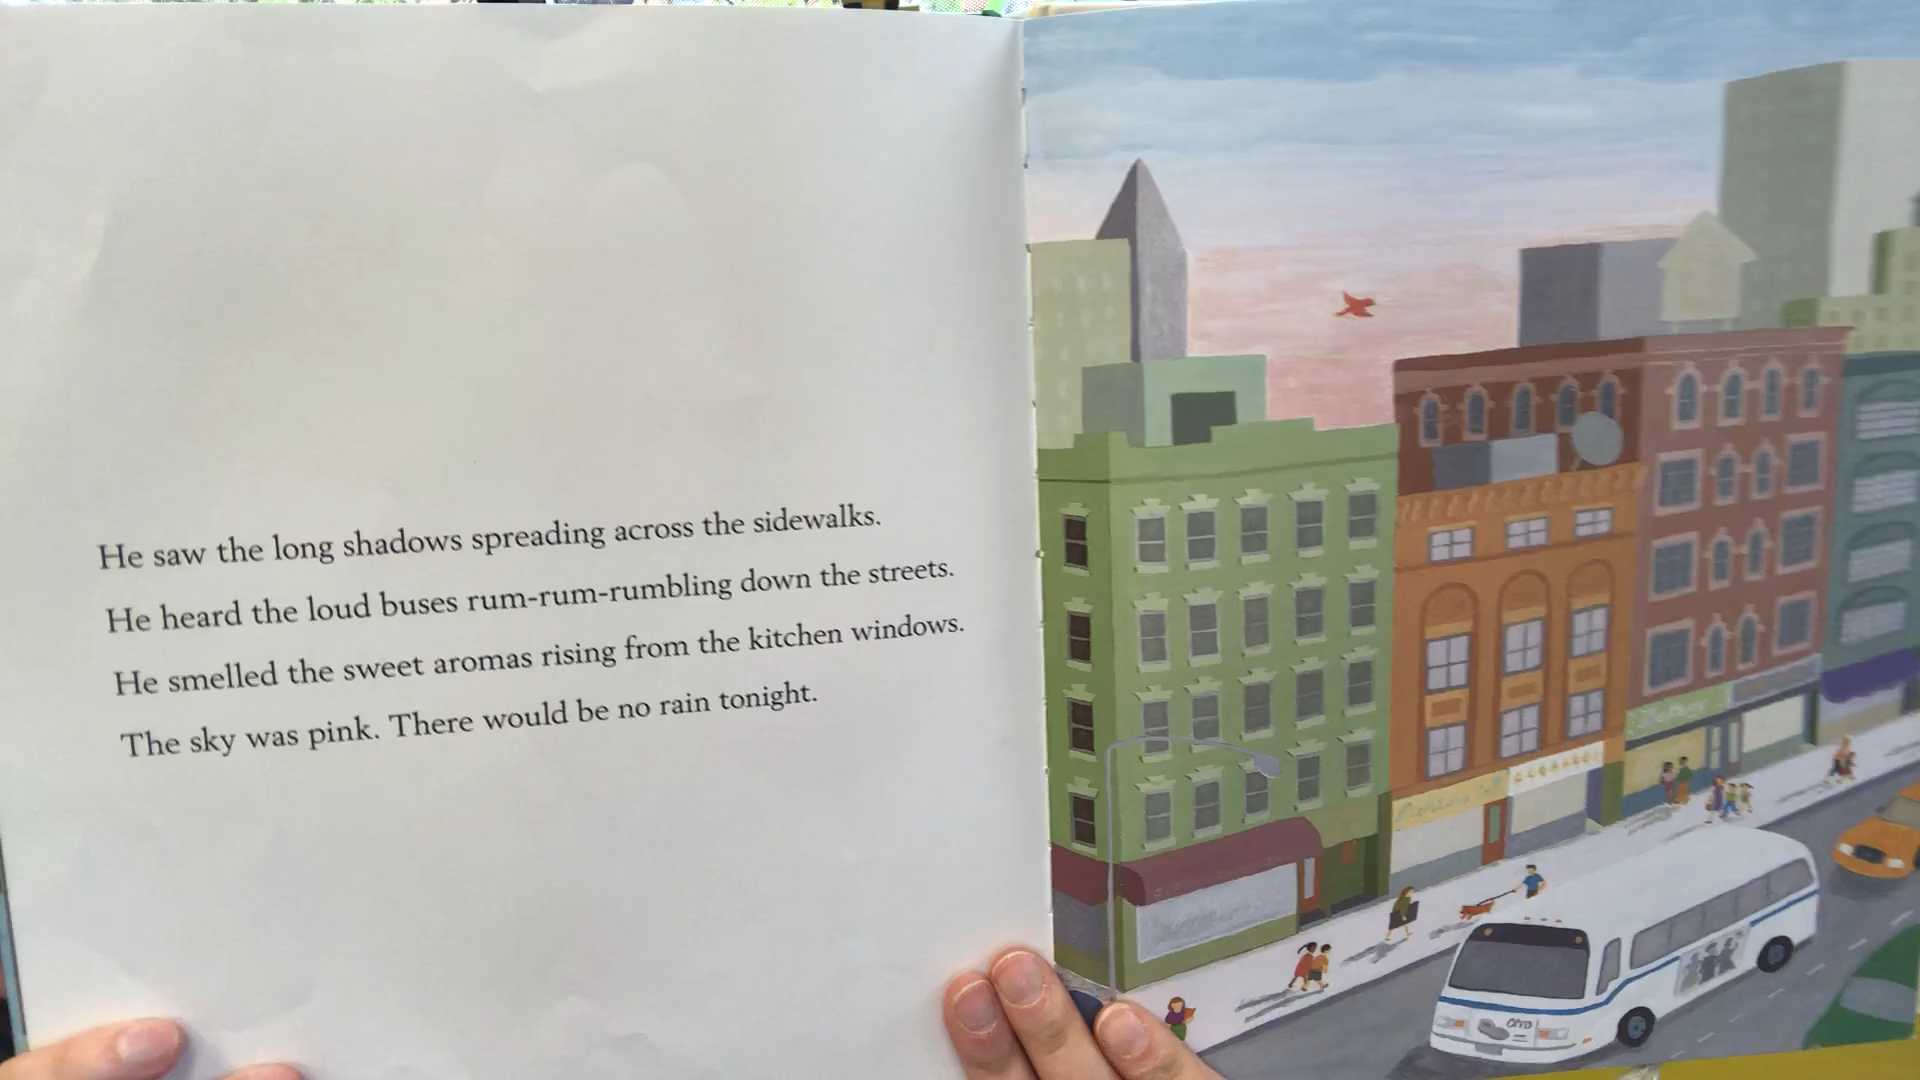 He saw the long shadows spreading across the sidewalks.
He heard the loud buses rum-rum-rumbling down the streets.
He smelled the sweet aromas rising from the kitchen windows.
The sky was pink. There would be no rain tonight.